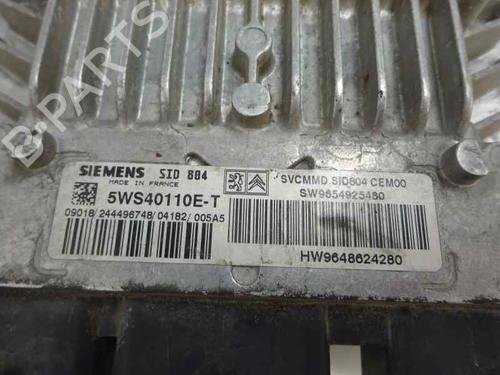 B-PARTS
SIEMENS SID 804
MADE IN FRANCE
5WS40110E-T
09018/244496748/04182/005A5
SVCMMD SID804 CEM00
SW9654925480
HW9648624280